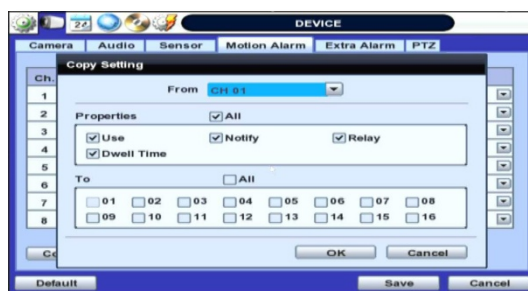 DEVICE
Camera Audio Sensor Motion Alarm Extra Alarm PTZ
Copy Setting
Ch.
From CH 01
1
2
Properties All
3
Use Notify Relay
4
Dwell Time
5
6
To All
7
01 02 03 04 05 06 07 08
8
09 10 11 12 13 14 15 16
OK Cancel
Default Save Cancel